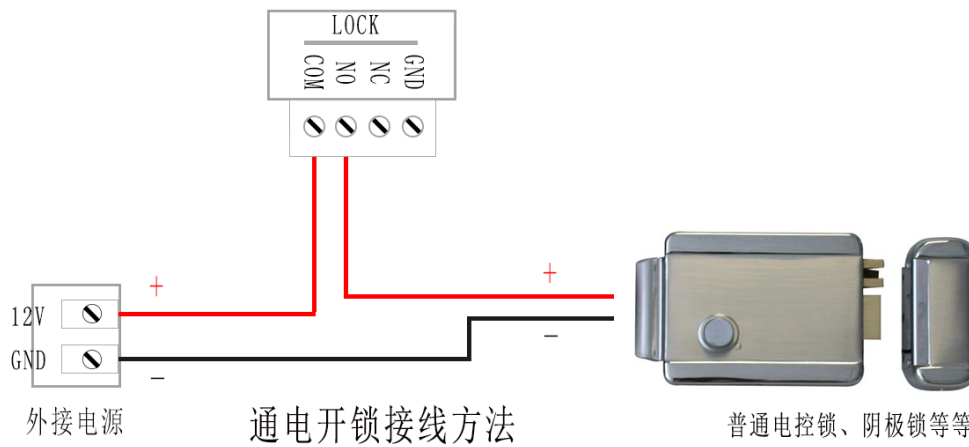 LOCK
COM NO NC GND
+
+
12V
GND
−
−
外接电源
通电开锁接线方法
普通电控锁、阴极锁等等